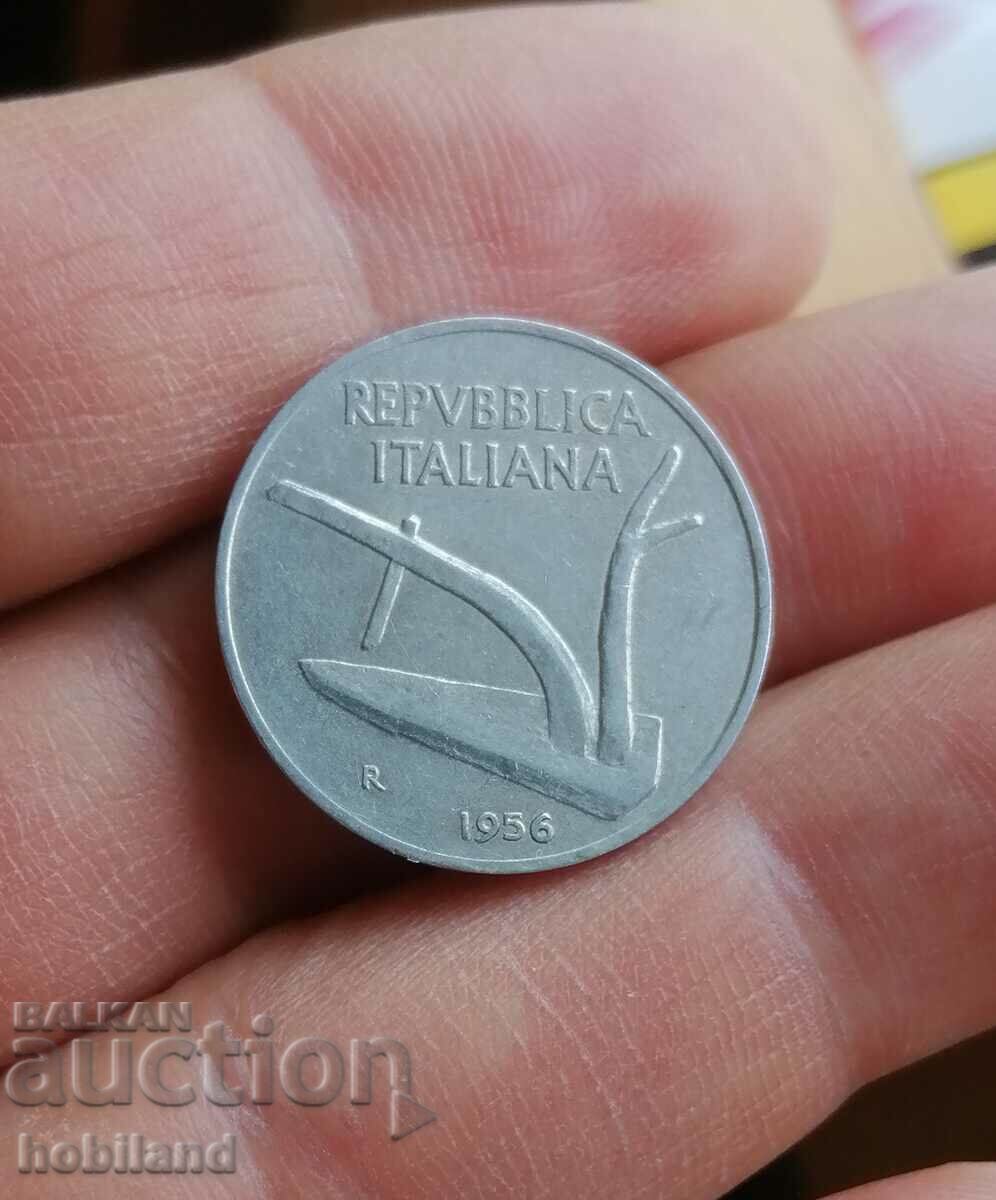 REPVBBLICA
ITALIANA
R
1956
BALKAN
auction
hobiland